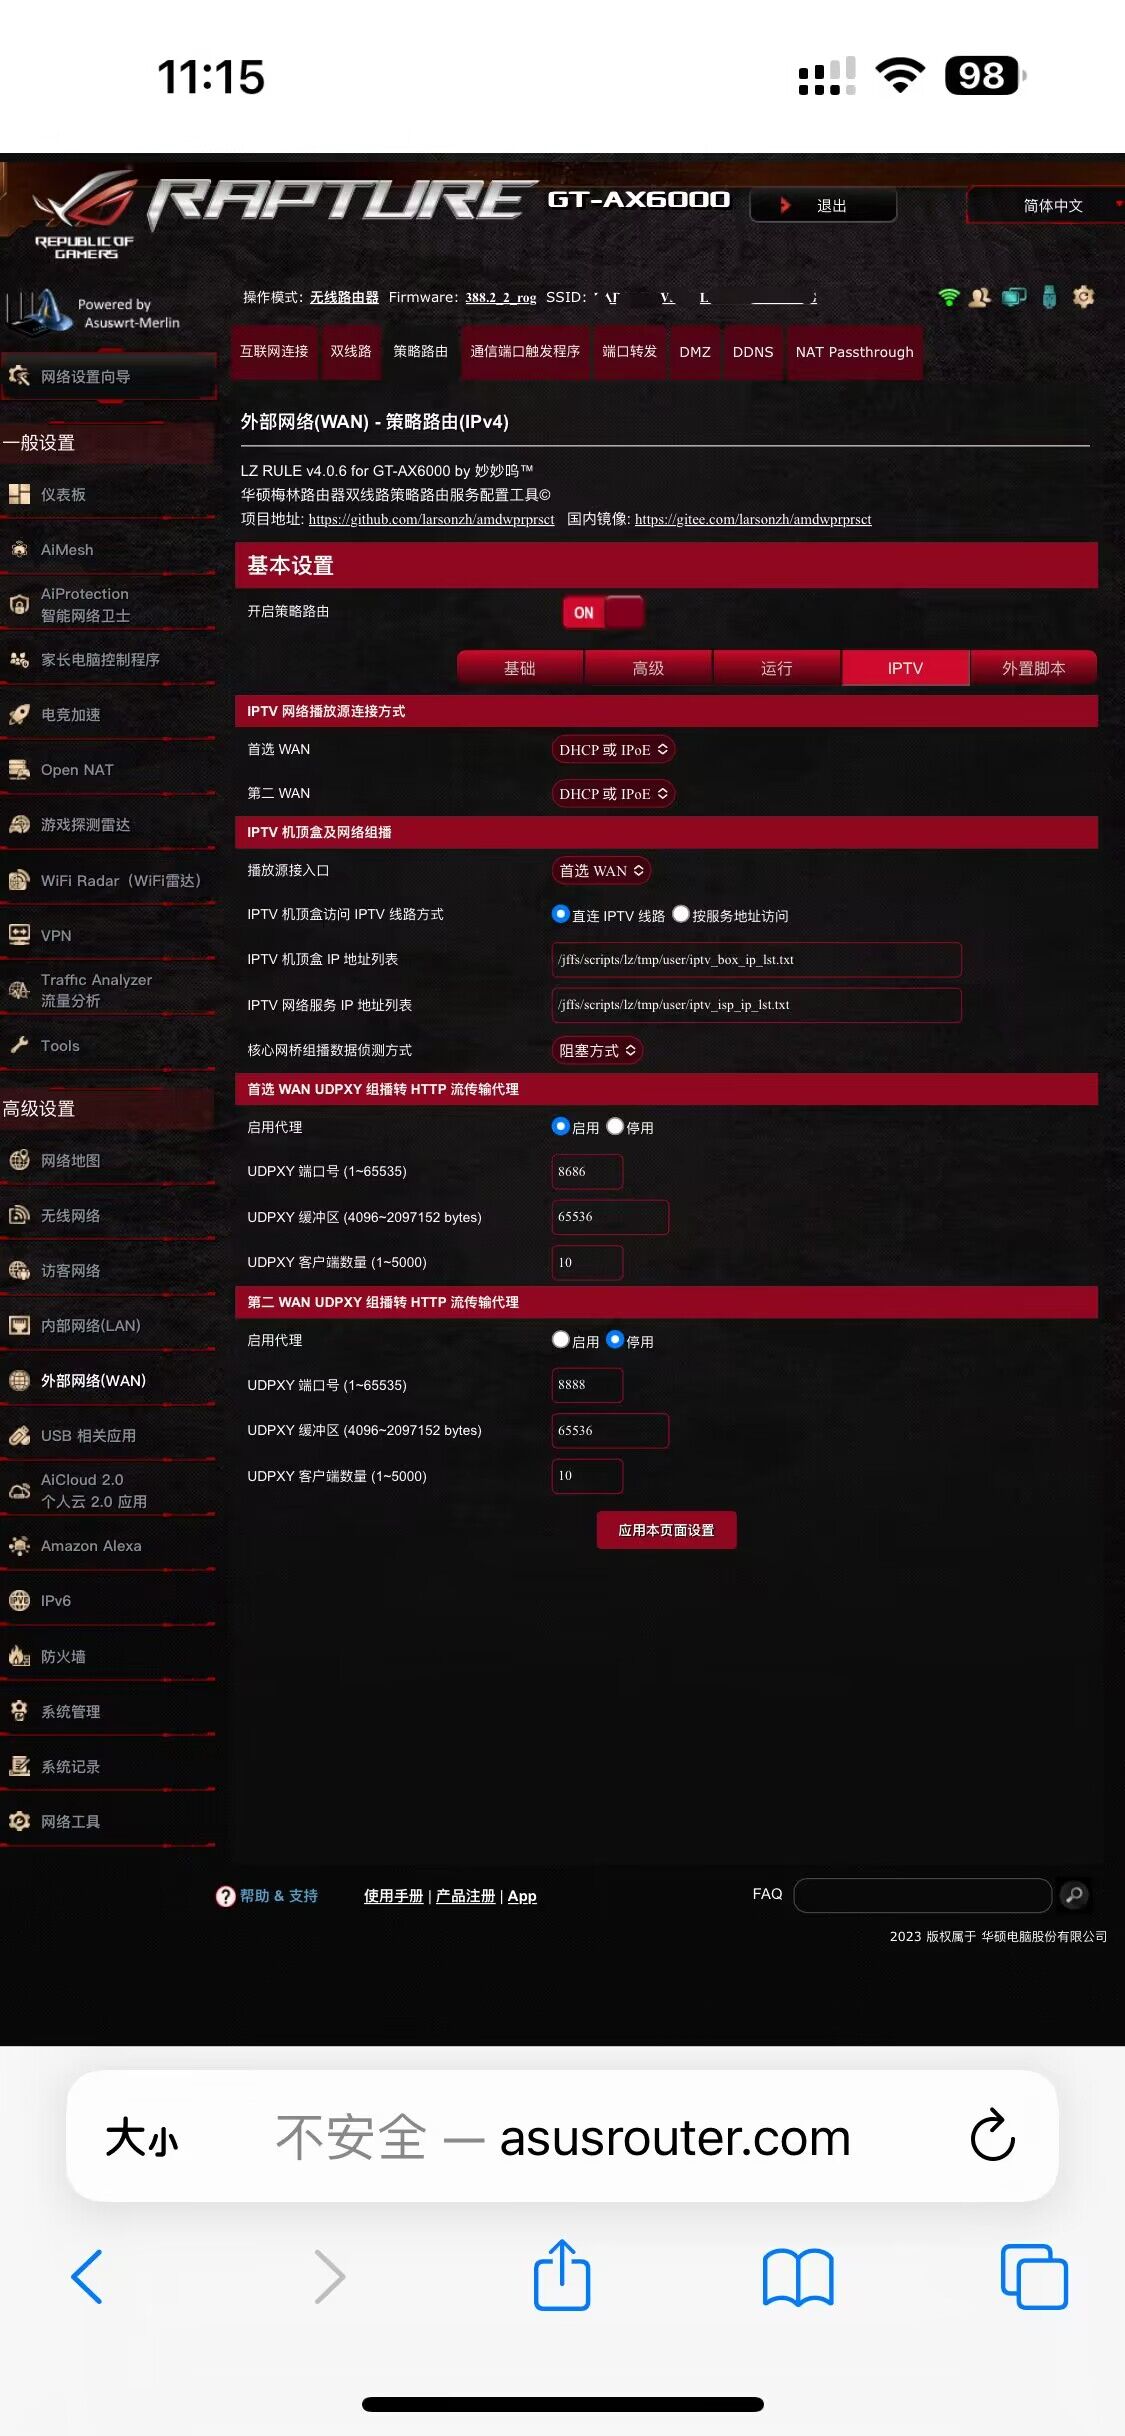 11:15
98
REPUBLIC OF GAMERS
RAPTURE
GT-AX6000
退出
简体中文
Powered by
Asuswrt-Merlin
操作模式: 无线路由器 Firmware: 388.2_2_rog SSID:
互联网连接
双线路
策略路由
通信端口触发程序
端口转发
DMZ
DDNS
NAT Passthrough
网络设置向导
一般设置
仪表板
AiMesh
AiProtection
智能网络卫士
家长电脑控制程序
电竞加速
Open NAT
游戏探测雷达
WiFi Radar（WiFi雷达）
VPN
Traffic Analyzer
流量分析
Tools
高级设置
网络地图
无线网络
访客网络
内部网络(LAN)
外部网络(WAN)
USB 相关应用
AiCloud 2.0
个人云 2.0 应用
Amazon Alexa
IPv6
防火墙
系统管理
系统记录
网络工具
外部网络(WAN) - 策略路由(IPv4)
LZ RULE v4.0.6 for GT-AX6000 by 妙妙呜™
华硕梅林路由器双线路策略路由服务配置工具©
项目地址: https://github.com/larsonzh/amdwprprsct 国内镜像: https://gitee.com/larsonzh/amdwprprsct
基本设置
开启策略路由
ON
基础
高级
运行
IPTV
外置脚本
IPTV 网络播放源连接方式
首选 WAN
DHCP 或 IPoE
第二 WAN
DHCP 或 IPoE
IPTV 机顶盒及网络组播
播放源接入口
首选 WAN
IPTV 机顶盒访问 IPTV 线路方式
直连 IPTV 线路 按服务地址访问
IPTV 机顶盒 IP 地址列表
/jffs/scripts/lz/tmp/user/iptv_box_ip_lst.txt
IPTV 网络服务 IP 地址列表
/jffs/scripts/lz/tmp/user/iptv_isp_ip_lst.txt
核心网桥组播数据侦测方式
阻塞方式
首选 WAN UDPXY 组播转 HTTP 流传输代理
启用代理
启用 停用
UDPXY 端口号 (1~65535)
8686
UDPXY 缓冲区 (4096~2097152 bytes)
65536
UDPXY 客户端数量 (1~5000)
10
第二 WAN UDPXY 组播转 HTTP 流传输代理
启用代理
启用 停用
UDPXY 端口号 (1~65535)
8888
UDPXY 缓冲区 (4096~2097152 bytes)
65536
UDPXY 客户端数量 (1~5000)
10
应用本页面设置
帮助 & 支持
使用手册 | 产品注册 | App
FAQ
2023 版权属于 华硕电脑股份有限公司
大小
不安全 — asusrouter.com